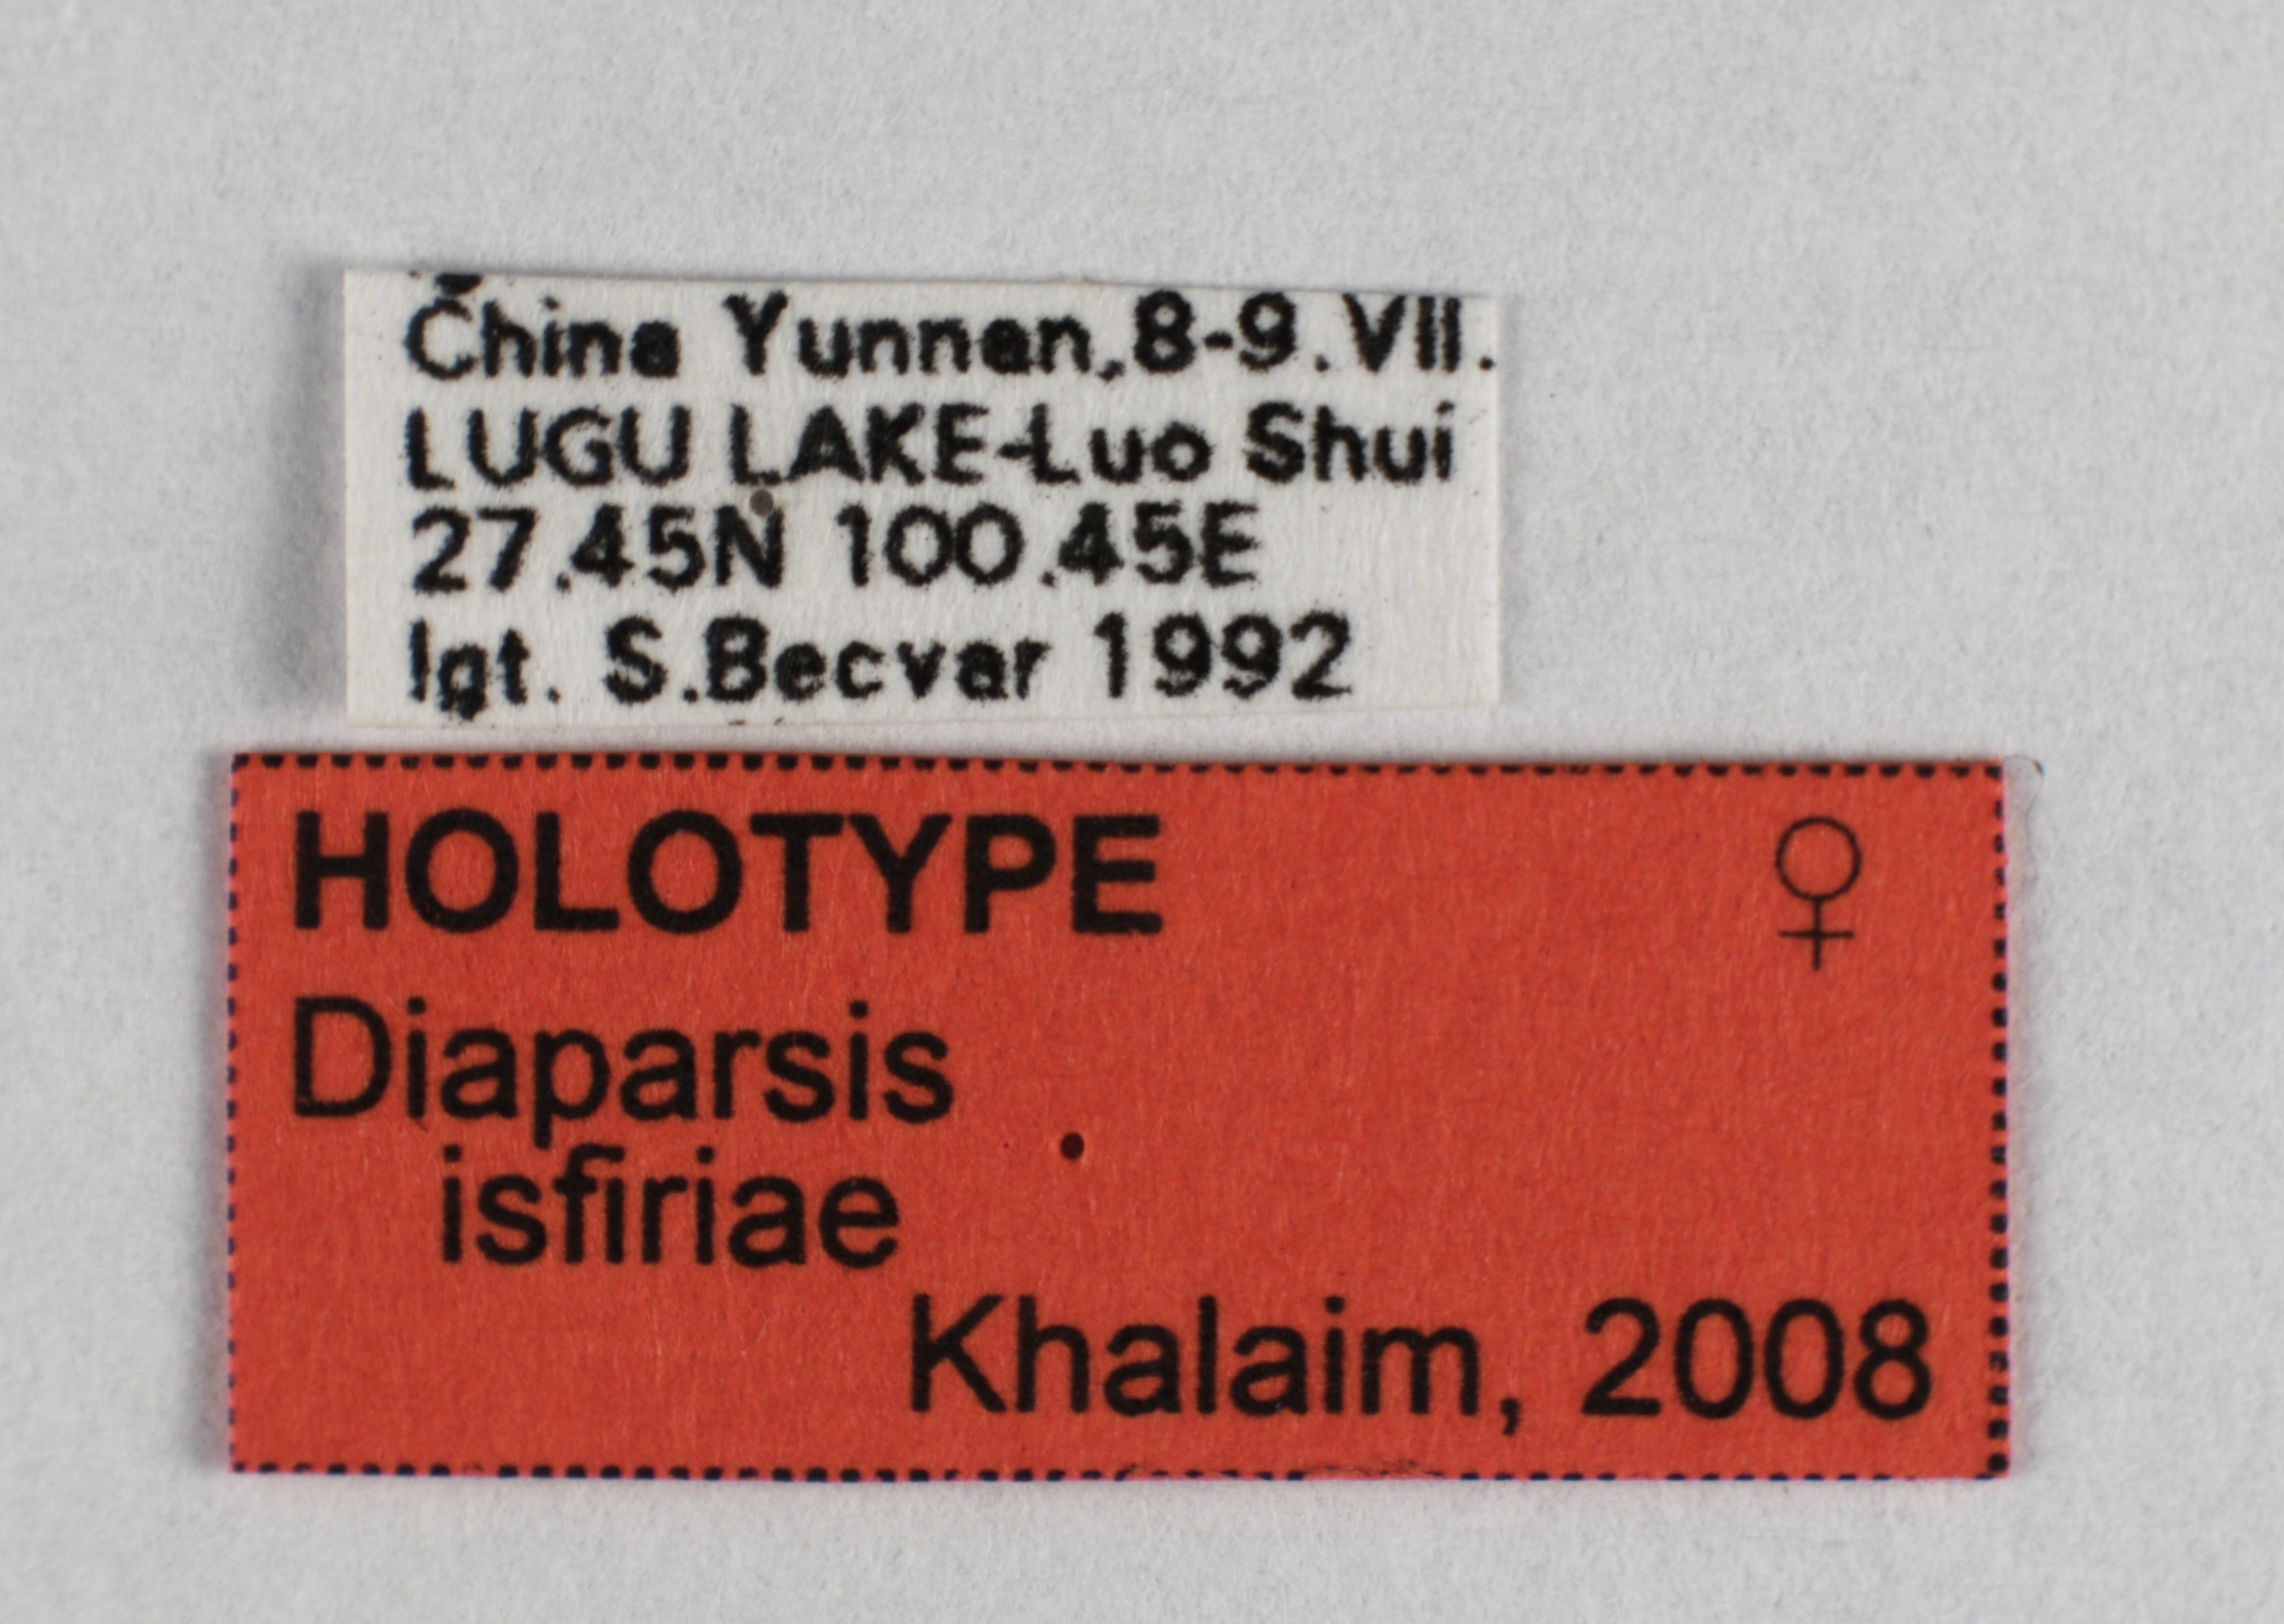 China Yunnan,8-9.VII.
LUGU LAKE-Luo Shui
27.45N 100.45E
lgt. S.Becvar 1992
HOLOTYPE ♀
Diaparsis
isfiriae
Khalaim, 2008